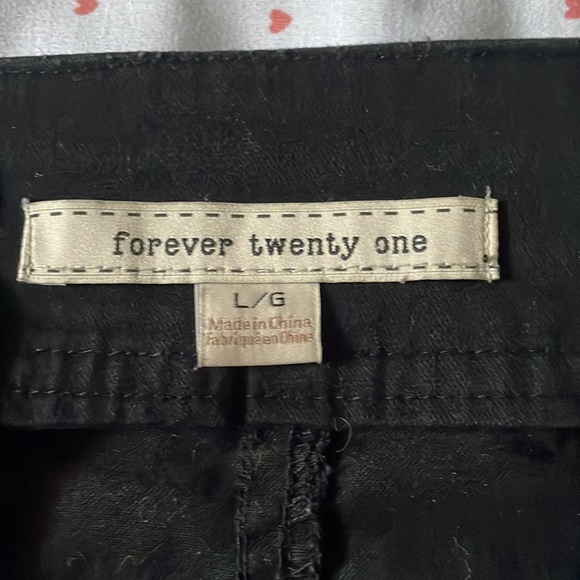 forever twenty one
L/G
Made in China
fabriqué en Chine